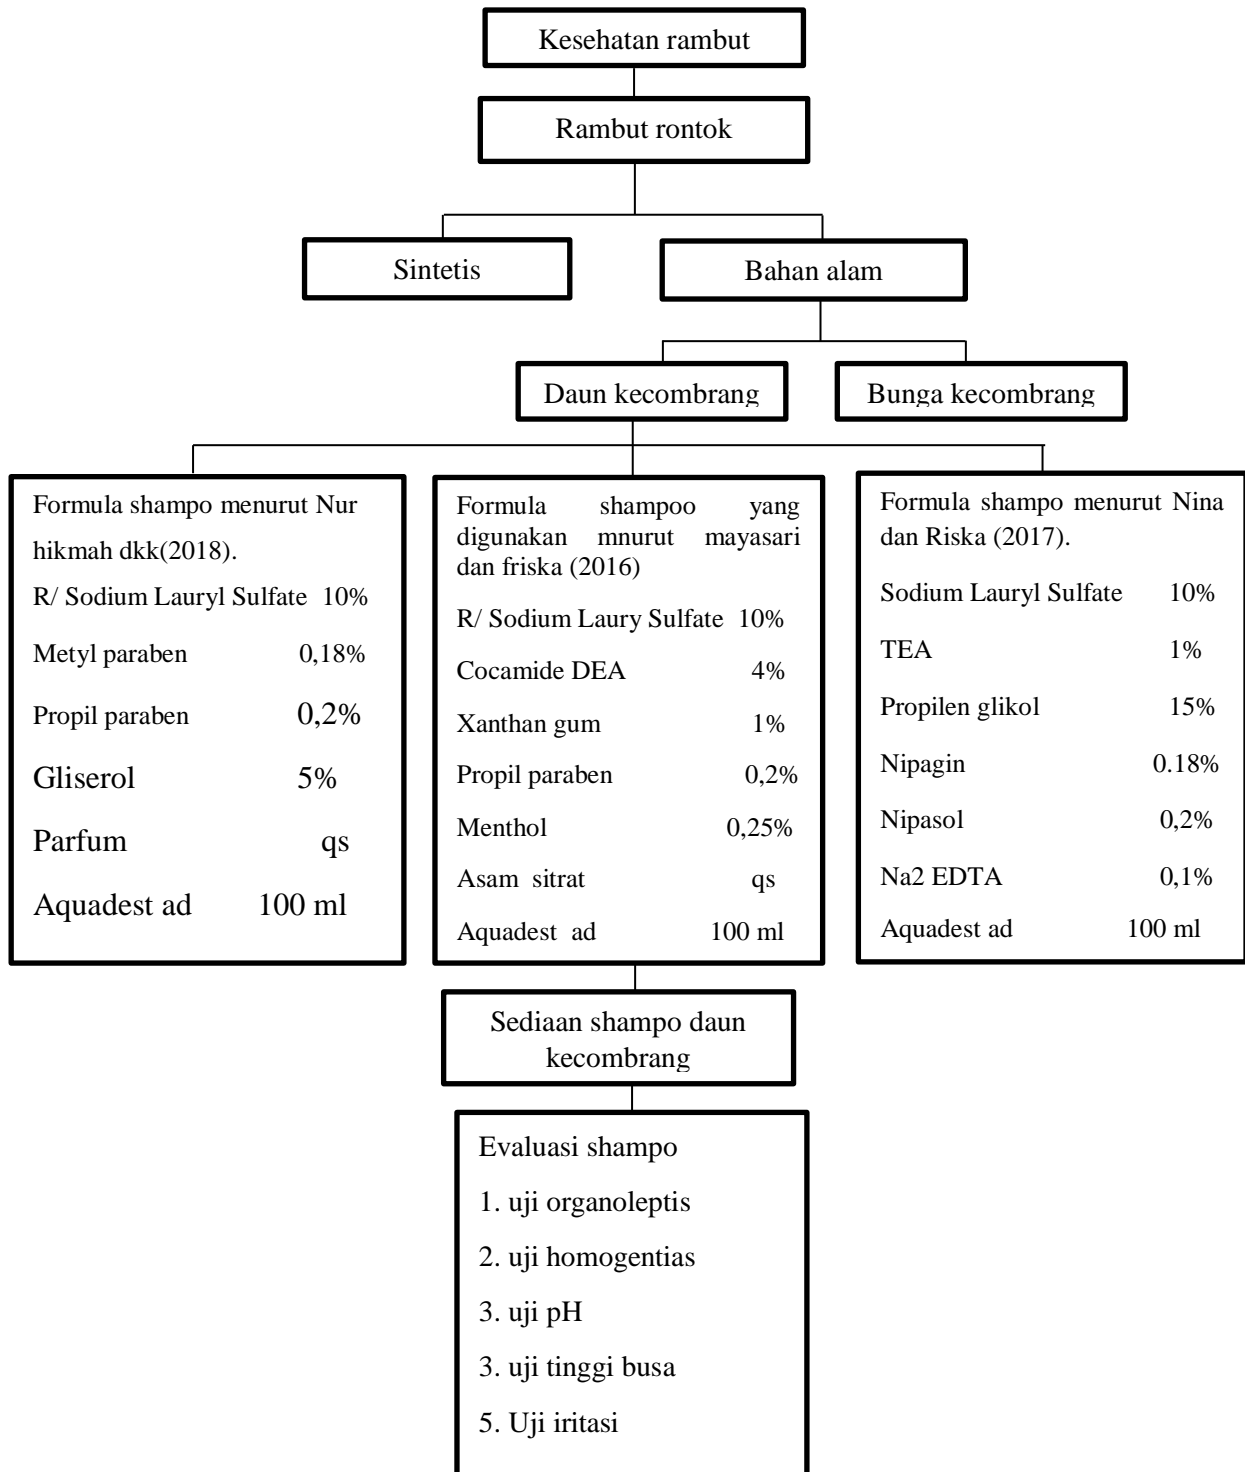 Kesehatan rambut
Rambut rontok
Sintetis
Bahan alam
Daun kecombrang
Bunga kecombrang
Formula shampo menurut Nur
hikmah dkk(2018).
R/ Sodium Lauryl Sulfate 10%
Metyl paraben 0,18%
Propil paraben 0,2%
Gliserol 5%
Parfum qs
Aquadest ad 100 ml
Formula shampoo yang
digunakan mnurut mayasari
dan friska (2016)
R/ Sodium Laury Sulfate 10%
Cocamide DEA 4%
Xanthan gum 1%
Propil paraben 0,2%
Menthol 0,25%
Asam sitrat qs
Aquadest ad 100 ml
Formula shampo menurut Nina
dan Riska (2017).
Sodium Lauryl Sulfate 10%
TEA 1%
Propilen glikol 15%
Nipagin 0.18%
Nipasol 0,2%
Na2 EDTA 0,1%
Aquadest ad 100 ml
Sediaan shampo daun
kecombrang
Evaluasi shampo
1. uji organoleptis
2. uji homogentias
3. uji pH
3. uji tinggi busa
5. Uji iritasi